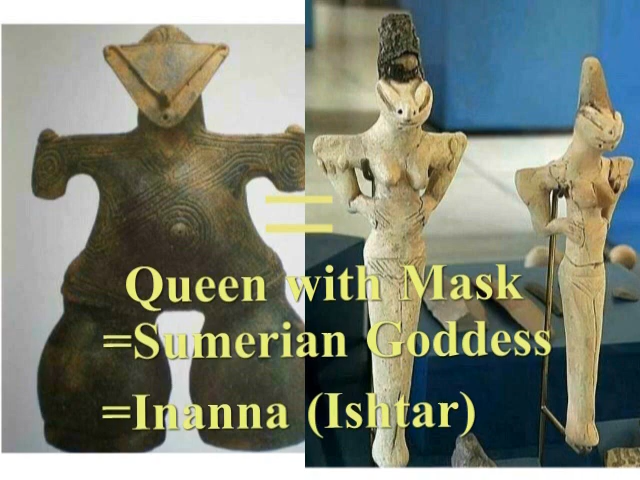 =
Queen with Mask
=Sumerian Goddess
=Inanna (Ishtar)